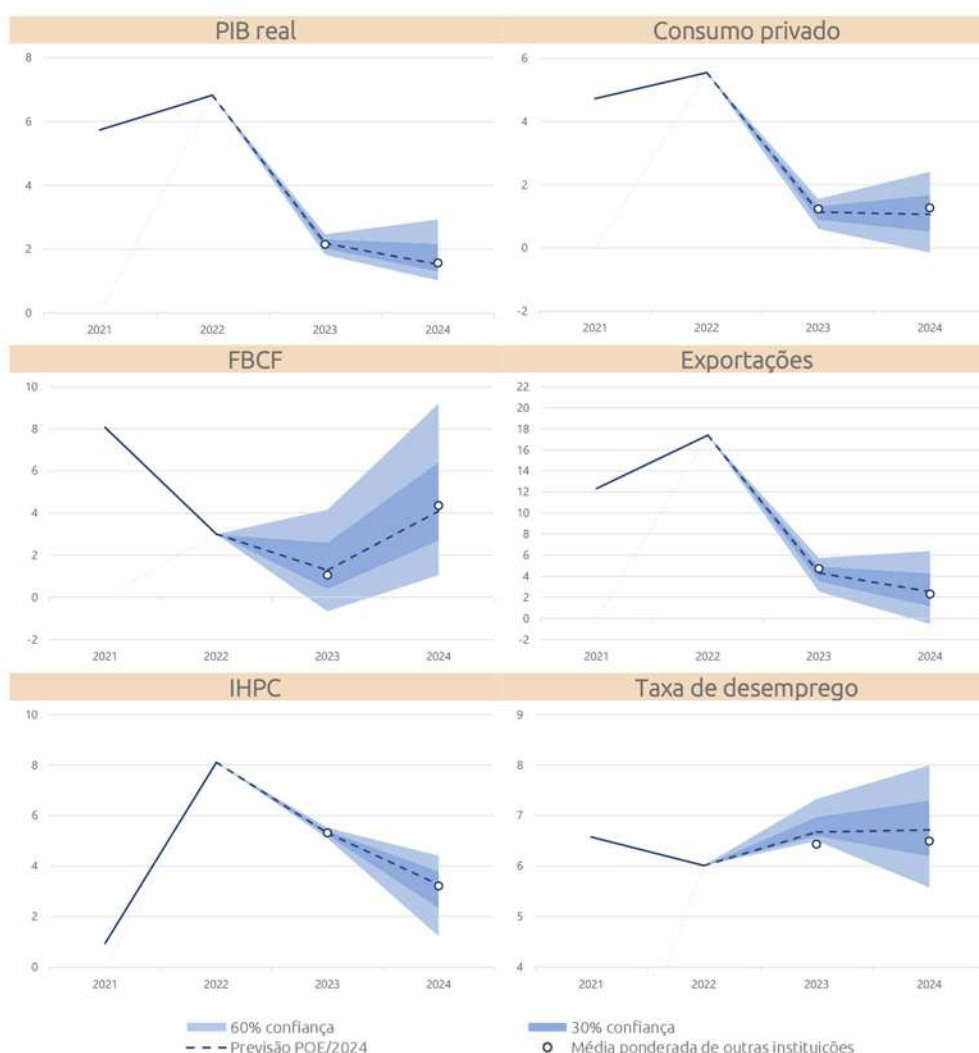 PIB real
8
6
4
2
0
2021 2022 2023 2024
Consumo privado
6
4
2
0
-2
2021 2022 2023 2024
FBCF
10
8
6
4
2
0
-2
2021 2022 2023 2024
Exportações
22
20
18
16
14
12
10
8
6
4
2
0
-2
2021 2022 2023 2024
IHPC
10
8
6
4
2
0
2021 2022 2023 2024
Taxa de desemprego
9
8
7
6
5
4
2021 2022 2023 2024
60% confiança
30% confiança
Previsão POE/2024
Média ponderada de outras instituições